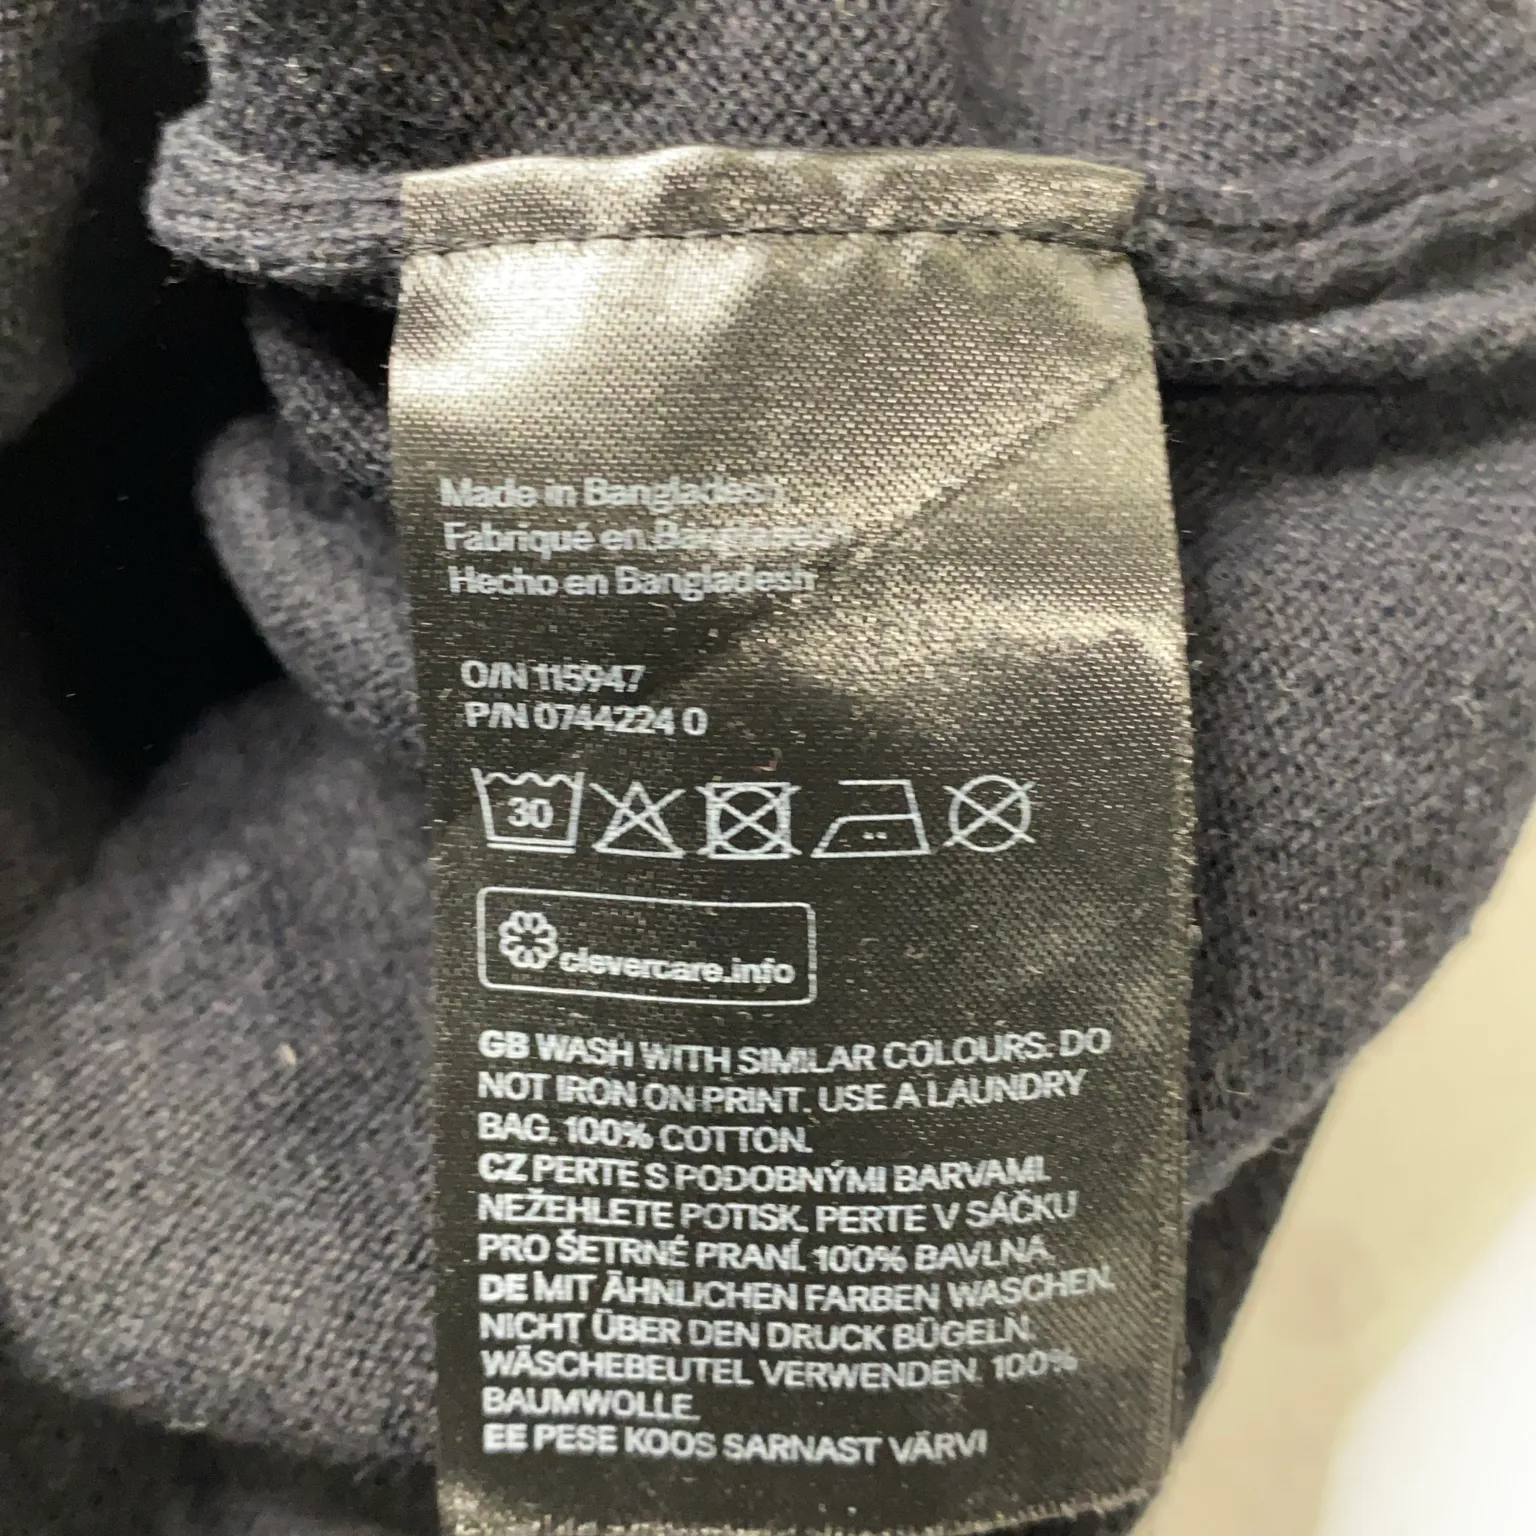 Made in Bangladesh
Fabriqué en Bangladesh
Hecho en Bangladesh
O/N 115947
P/N 0744224 0
30
clevercare.info
GB WASH WITH SIMILAR COLOURS. DO
NOT IRON ON PRINT. USE A LAUNDRY
BAG. 100% COTTON.
CZ PERTE S PODOBNÝMI BARVAMI.
NEŽEHLETE POTISK. PERTE V SÁČKU
PRO ŠETRNÉ PRANÍ. 100% BAVLNA.
DE MIT ÄHNLICHEN FARBEN WASCHEN.
NICHT ÜBER DEN DRUCK BÜGELN.
WÄSCHEBEUTEL VERWENDEN. 100%
BAUMWOLLE.
EE PESE KOOS SARNAST VÄRVI